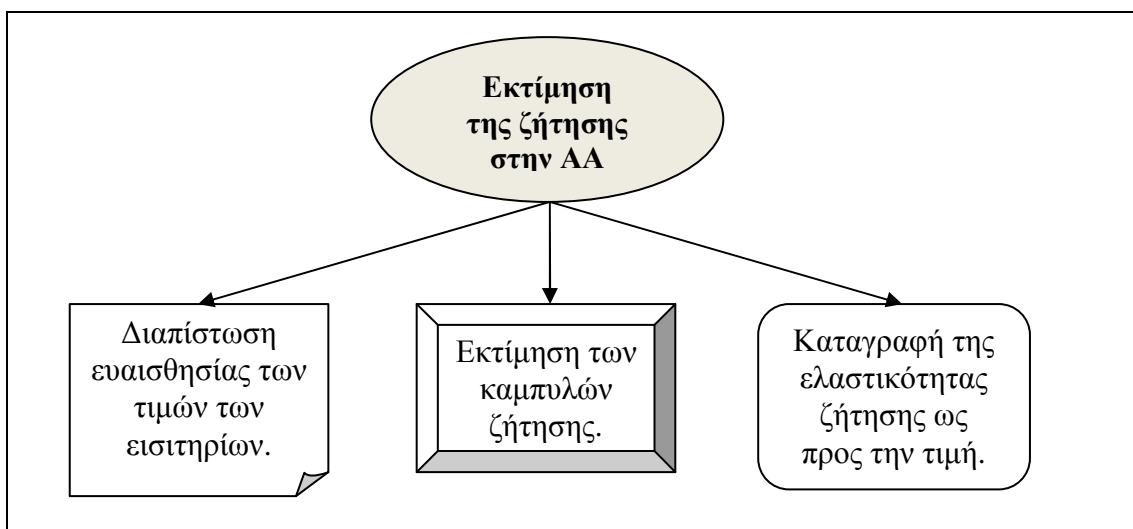 Εκτίμηση
της ζήτησης
στην ΑΑ
Διαπίστωση
ευαισθησίας των
τιμών των
εισιτηρίων.
Εκτίμηση των
καμπυλών
ζήτησης.
Καταγραφή της
ελαστικότητας
ζήτησης ως
προς την τιμή.